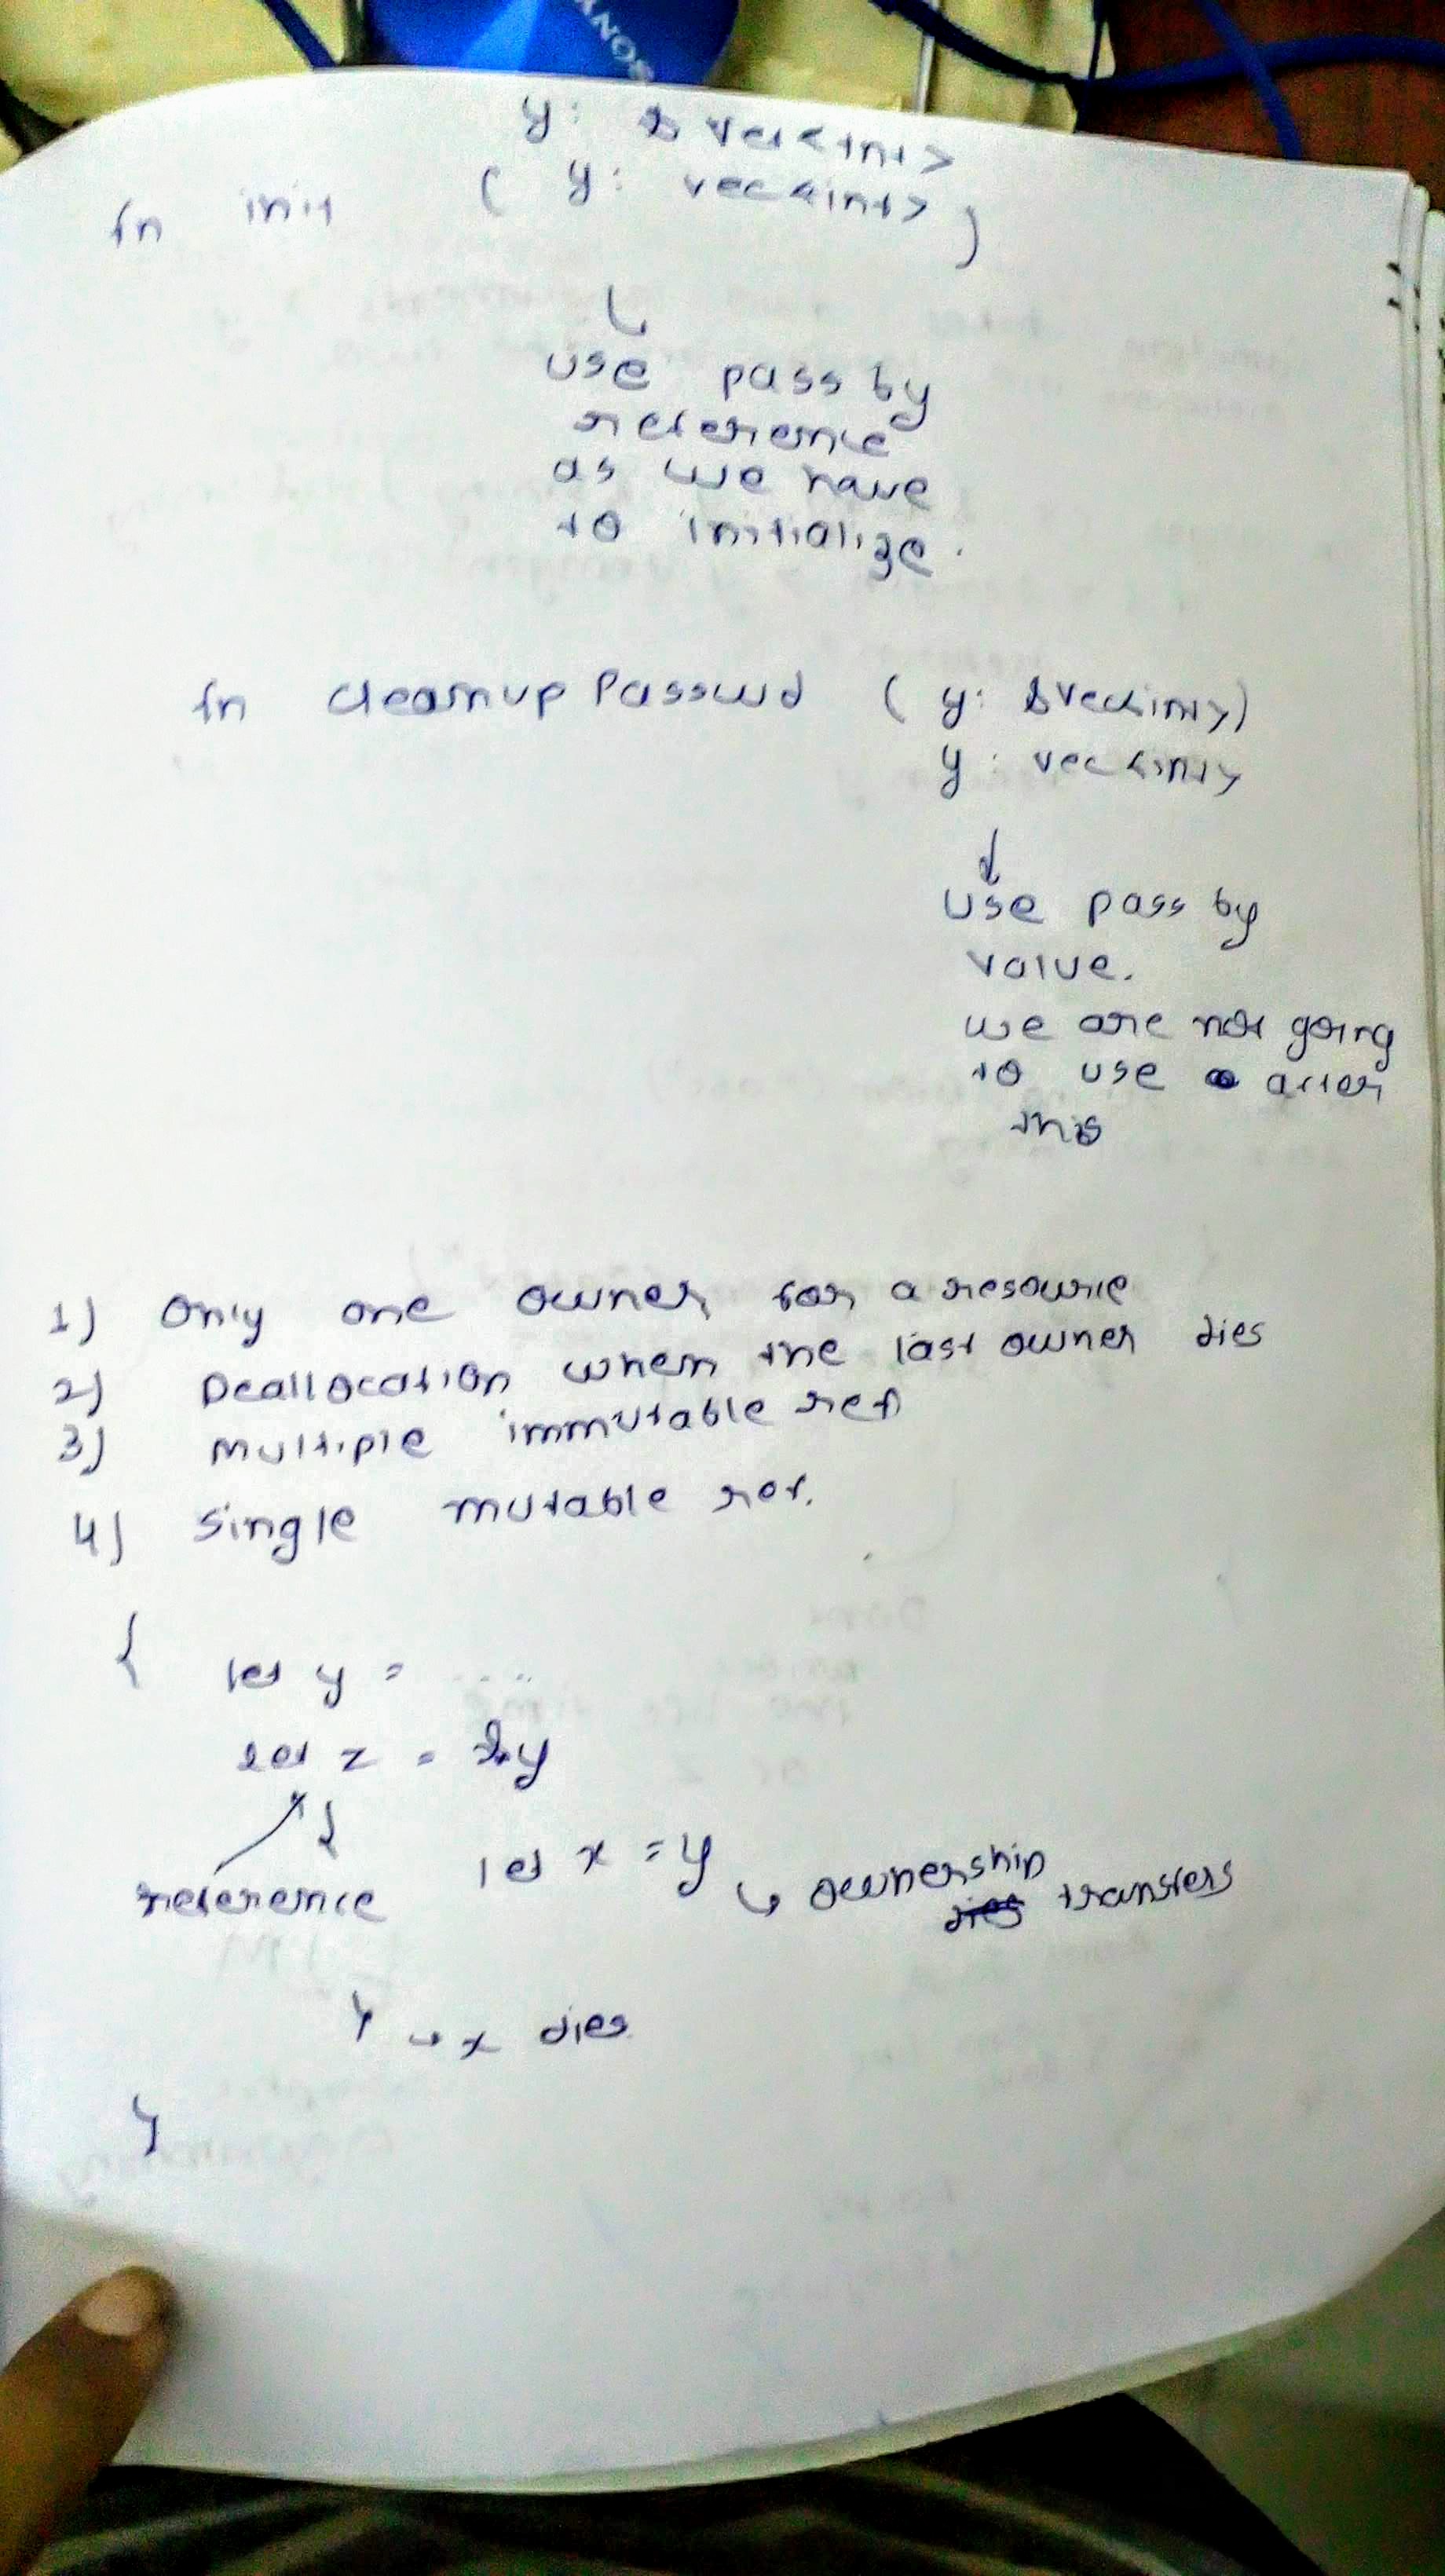 SONY
y: &vec<int>
fn init ( y: vec<int> )
use pass by
reference
as we have
to initialize.
fn cleanup Passwd ( y: &vec<int>)
y: vec<int>
use pass by
value.
we are not going
to use after
this
1) Only one owner for a resource
2) Deallocation when the last owner dies
3) Multiple immutable ref
4) Single mutable ref.
{ let y = ....
let z = &y
{
reference
let x = y ownership
dies transfers
} x dies
}